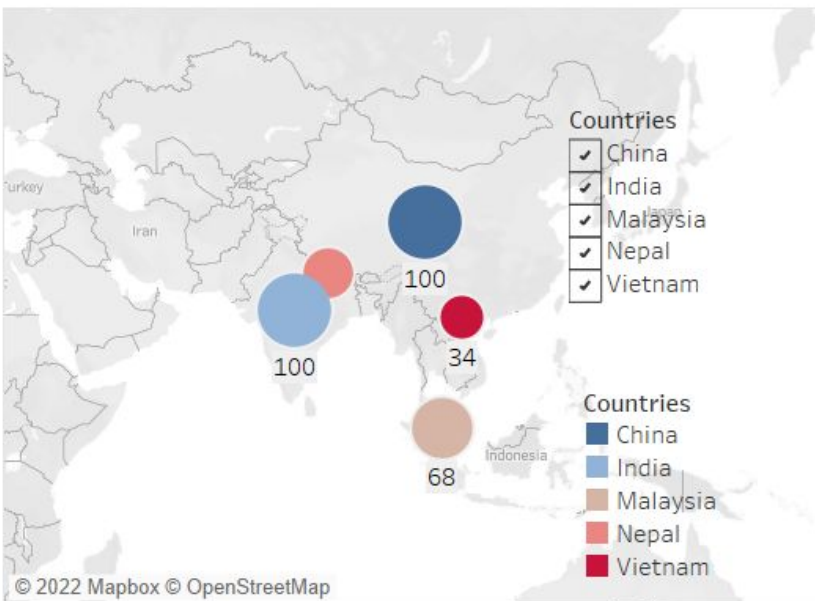 Countries
China
India
Malaysia
Nepal
Vietnam
Turkey
Iran
Japan
100
100
34
68
Indonesia
Countries
China
India
Malaysia
Nepal
Vietnam
© 2022 Mapbox © OpenStreetMap